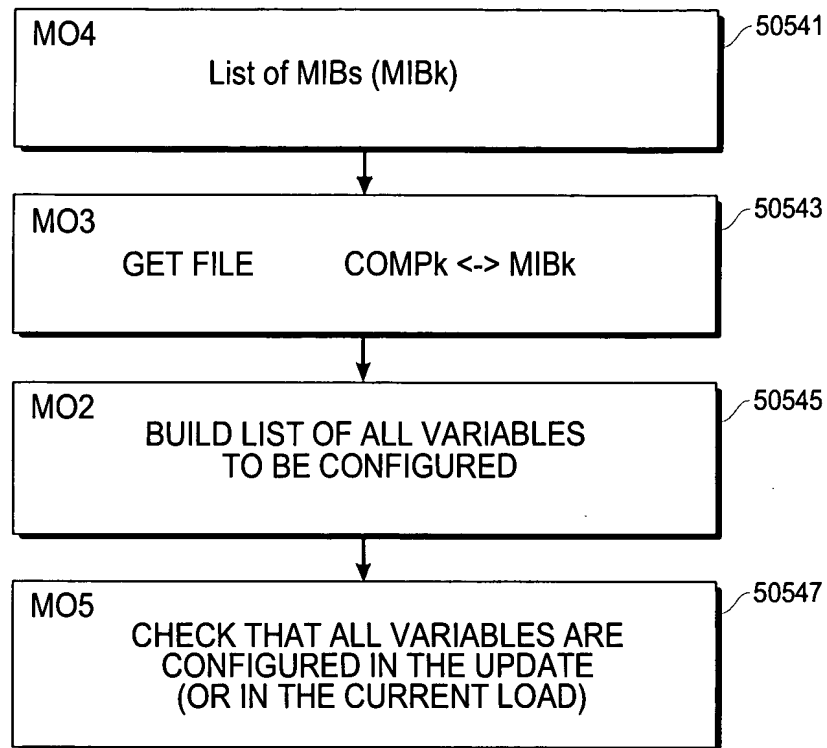 MO4
50541
List of MIBs (MIBk)
MO3
50543
GET FILE COMPk <-> MIBk
MO2
50545
BUILD LIST OF ALL VARIABLES
TO BE CONFIGURED
MO5
50547
CHECK THAT ALL VARIABLES ARE
CONFIGURED IN THE UPDATE
(OR IN THE CURRENT LOAD)